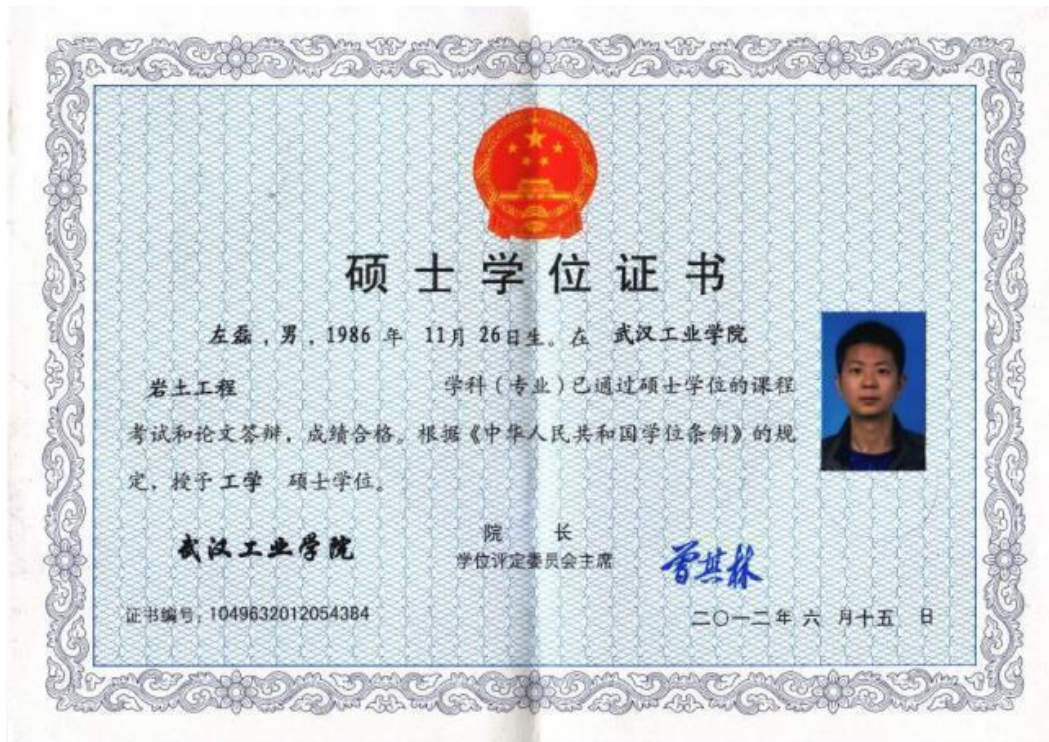 硕士学位证书
左磊，男，1986 年 11月 26日生。在 武汉工业学院
岩土工程 学科（专业）已通过硕士学位的课程
考试和论文答辩，成绩合格。根据《中华人民共和国学位条例》的规
定，授予 工学 硕士学位。
武汉工业学院
院 长
学位评定委员会主席
曾其林
证书编号：1049632012054384
二〇一二年 六 月十五 日